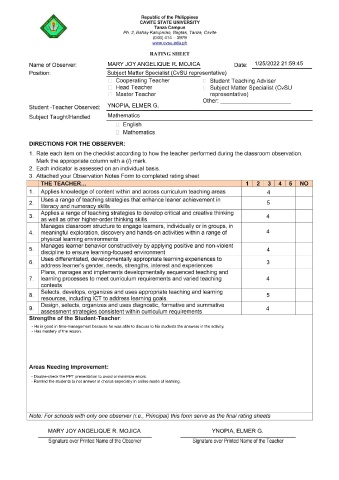 Republic of the Philippines
CAVITE STATE UNIVERSITY
Tanza Campus
Ph. 2, Bahay Katuparan, Bagtas, Tanza, Cavite
(046) 414 - 3979
www.cvsu.edu.ph
RATING SHEET
Name of Observer: MARY JOY ANGELIQUE R. MOJICA Date: 1/25/2022 21:59:45
Position: Subject Matter Specialist (CvSU representative)
Cooperating Teacher
Head Teacher
Master Teacher
Student Teaching Adviser
Subject Matter Specialist (CvSU representative)
Other:
Student -Teacher Observed: YNOPIA, ELMER G.
Subject Taught/Handled Mathematics
English
Mathematics
DIRECTIONS FOR THE OBSERVER:
1. Rate each item on the checklist according to how the teacher performed during the classroom observation. Mark the appropriate column with a (/) mark.
2. Each indicator is assessed on an individual basis.
3. Attached your Observation Notes Form to completed rating sheet
THE TEACHER… 1 2 3 4 5 NO
1. Applies knowledge of content within and across curriculum teaching areas 4
2. Uses a range of teaching strategies that enhance leaner achievement in literacy and numeracy skills 5
3. Applies a range of teaching strategies to develop critical and creative thinking as well as other higher-order thinking skills 4
4. Manages classroom structure to engage learners, individually or in groups, in meaningful exploration, discovery and hands-on activities within a range of physical learning environments 4
5. Manages learner behavior constructively by applying positive and non-violent discipline to ensure learning-focused environment 4
6. Uses differentiated, developmentally appropriate learning experiences to address learner's gender, needs, strengths, interest and experiences 3
7. Plans, manages and implements developmentally sequenced teaching and learning processes to meet curriculum requirements and varied teaching contexts 4
8. Selects, develops, organizes and uses appropriate teaching and learning resources, including ICT to address learning goals 5
9. Design, selects, organizes and uses diagnostic, formative and summative assessment strategies consistent within curriculum requirements 4
Strengths of the Student-Teacher:
- He is good in time management because he was able to discuss to his students the answers in the activity.
- Has mastery of the lesson.
Areas Needing Improvement:
- Double-check the PPT presentation to avoid or minimize errors.
- Remind the students to not answer in chorus especially in online mode of learning.
Note: For schools with only one observer (i.e., Principal) this form serve as the final rating sheets
MARY JOY ANGELIQUE R. MOJICA YNOPIA, ELMER G.
Signature over Printed Name of the Observer Signature over Printed Name of the Teacher